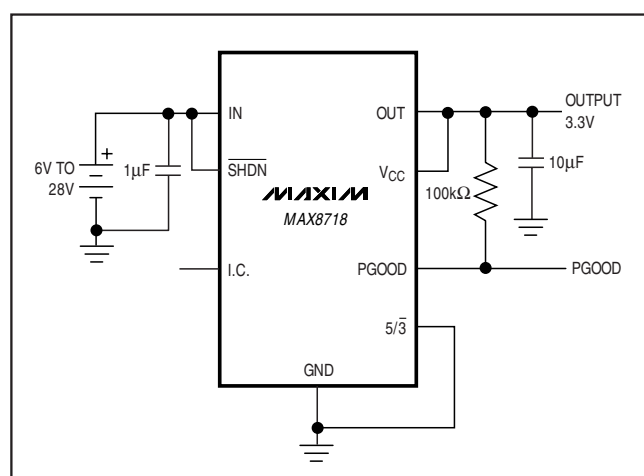 IN
OUT
OUTPUT
3.3V
+
6V TO
28V
1µF
SHDN
VCC
10µF
100kΩ
MAXIM
MAX8718
I.C.
PGOOD
PGOOD
5/3̅
GND